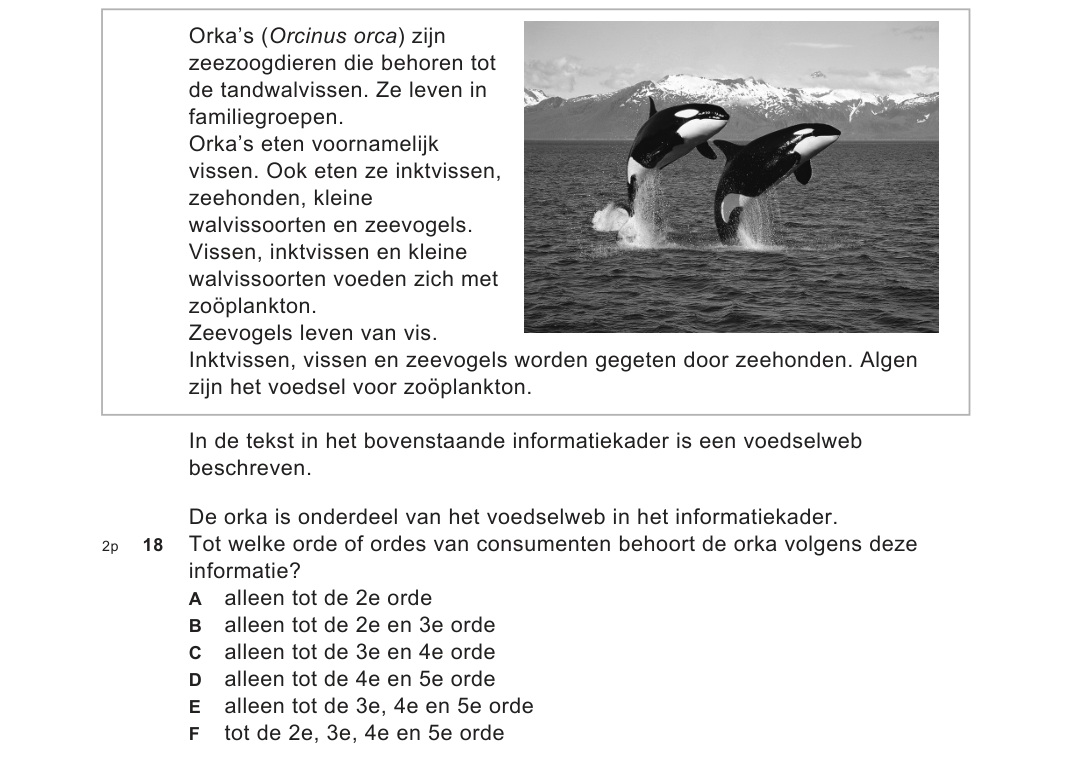 Orka's (Orcinus orca) zijn
zeezoogdieren die behoren tot
de tandwalvissen. Ze leven in
familiegroepen.
Orka's eten voornamelijk
vissen. Ook eten ze inktvissen,
zeehonden, kleine
walvissoorten en zeevogels.
Vissen, inktvissen en kleine
walvissoorten voeden zich met
zoöplankton.
Zeevogels leven van vis.
Inktvissen, vissen en zeevogels worden gegeten door zeehonden. Algen
zijn het voedsel voor zoöplankton.
In de tekst in het bovenstaande informatiekader is een voedselweb
beschreven.
De orka is onderdeel van het voedselweb in het informatiekader.
2p 18 Tot welke orde of ordes van consumenten behoort de orka volgens deze
informatie?
A alleen tot de 2e orde
B alleen tot de 2e en 3e orde
C alleen tot de 3e en 4e orde
D alleen tot de 4e en 5e orde
E alleen tot de 3e, 4e en 5e orde
F tot de 2e, 3e, 4e en 5e orde